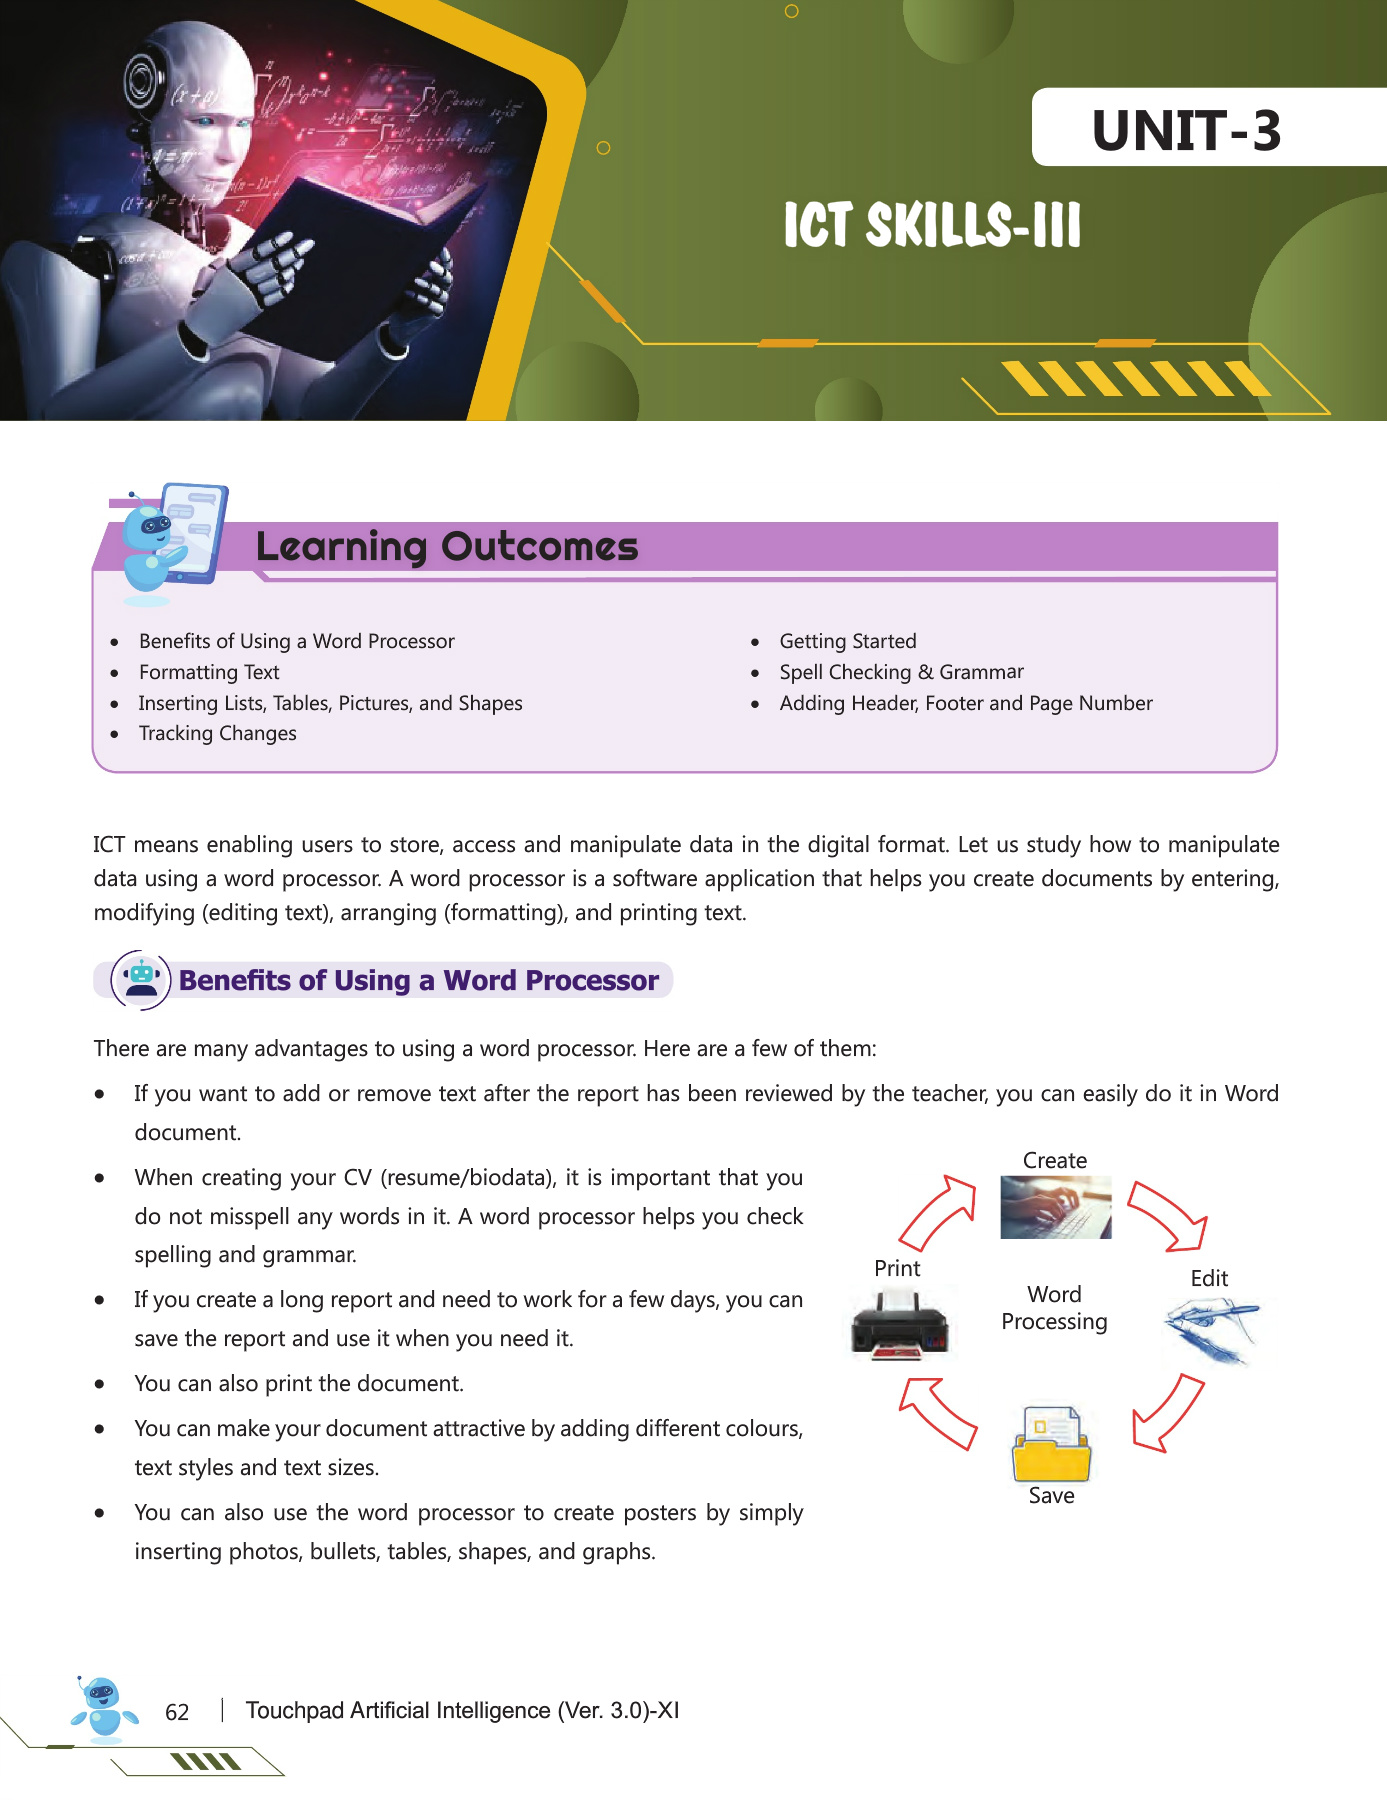 UNIT-3
ICT SKILLS-III
Learning Outcomes
• Benefits of Using a Word Processor
• Formatting Text
• Inserting Lists, Tables, Pictures, and Shapes
• Tracking Changes
• Getting Started
• Spell Checking & Grammar
• Adding Header, Footer and Page Number
ICT means enabling users to store, access and manipulate data in the digital format. Let us study how to manipulate
data using a word processor. A word processor is a software application that helps you create documents by entering,
modifying (editing text), arranging (formatting), and printing text.
Benefits of Using a Word Processor
There are many advantages to using a word processor. Here are a few of them:
• If you want to add or remove text after the report has been reviewed by the teacher, you can easily do it in Word
document.
• When creating your CV (resume/biodata), it is important that you
do not misspell any words in it. A word processor helps you check
spelling and grammar.
• If you create a long report and need to work for a few days, you can
save the report and use it when you need it.
• You can also print the document.
• You can make your document attractive by adding different colours,
text styles and text sizes.
• You can also use the word processor to create posters by simply
inserting photos, bullets, tables, shapes, and graphs.
Create
Print
Edit
Word
Processing
Save
62
Touchpad Artificial Intelligence (Ver. 3.0)-XI